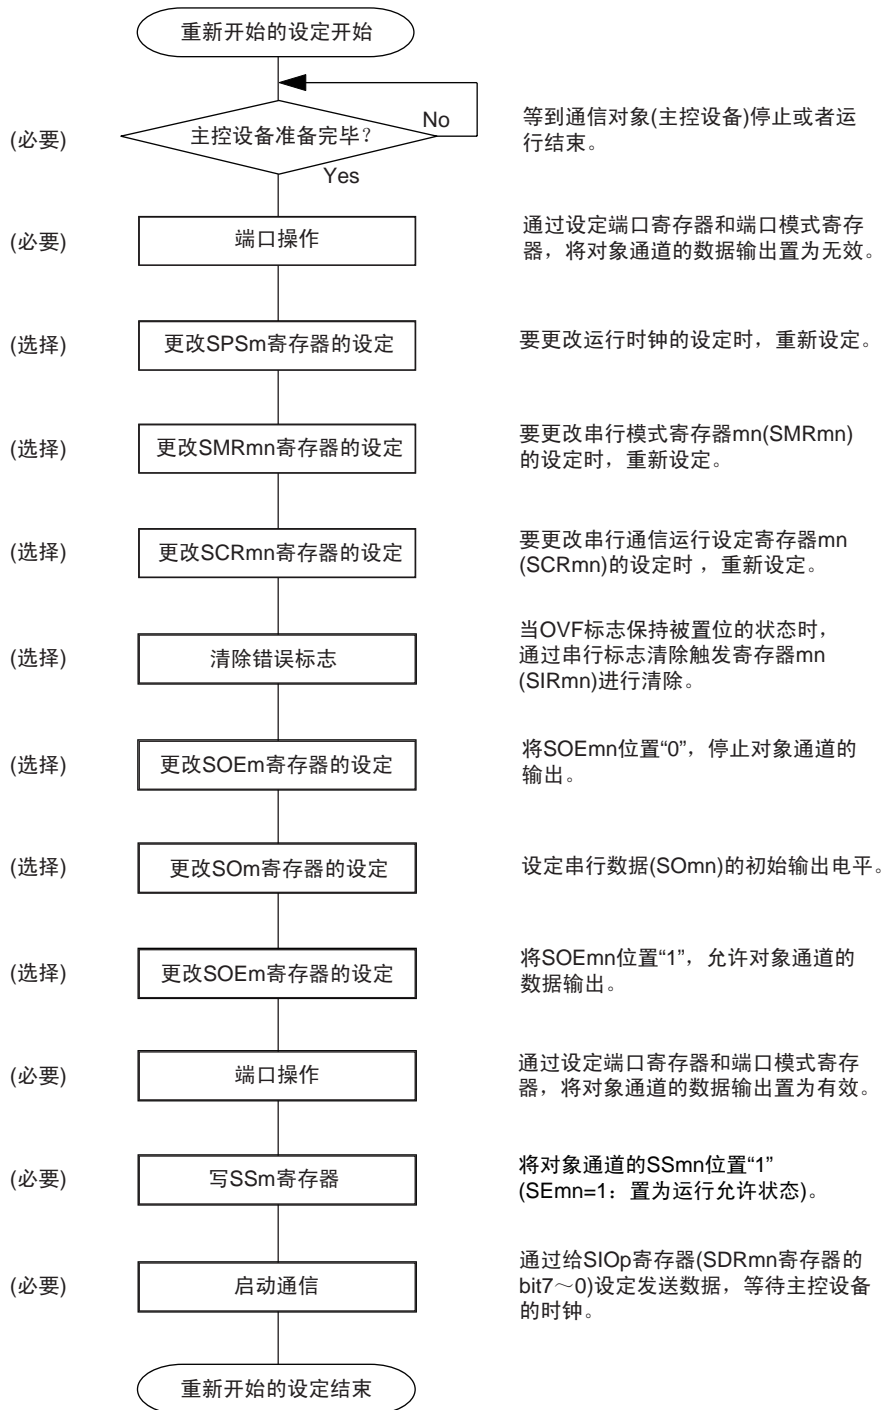 重新开始的设定开始
No
(必要)
主控设备准备完毕？
等到通信对象(主控设备)停止或者运
行结束。
Yes
(必要)
端口操作
通过设定端口寄存器和端口模式寄存
器，将对象通道的数据输出置为无效。
(选择)
更改SPSm寄存器的设定
要更改运行时钟的设定时，重新设定。
(选择)
更改SMRmn寄存器的设定
要更改串行模式寄存器mn(SMRmn)
的设定时，重新设定。
(选择)
更改SCRmn寄存器的设定
要更改串行通信运行设定寄存器mn
(SCRmn)的设定时，重新设定。
(选择)
清除错误标志
当OVF标志保持被置位的状态时，
通过串行标志清除触发寄存器mn
(SIRmn)进行清除。
(选择)
更改SOEm寄存器的设定
将SOEmn位置“0”，停止对象通道的
输出。
(选择)
更改SOm寄存器的设定
设定串行数据(SOmn)的初始输出电平。
(选择)
更改SOEm寄存器的设定
将SOEmn位置“1”，允许对象通道的
数据输出。
(必要)
端口操作
通过设定端口寄存器和端口模式寄存
器，将对象通道的数据输出置为有效。
(必要)
写SSm寄存器
将对象通道的SSmn位置“1”
(SEmn=1：置为运行允许状态)。
(必要)
启动通信
通过给SIOp寄存器(SDRmn寄存器的
bit7～0)设定发送数据，等待主控设备
的时钟。
重新开始的设定结束